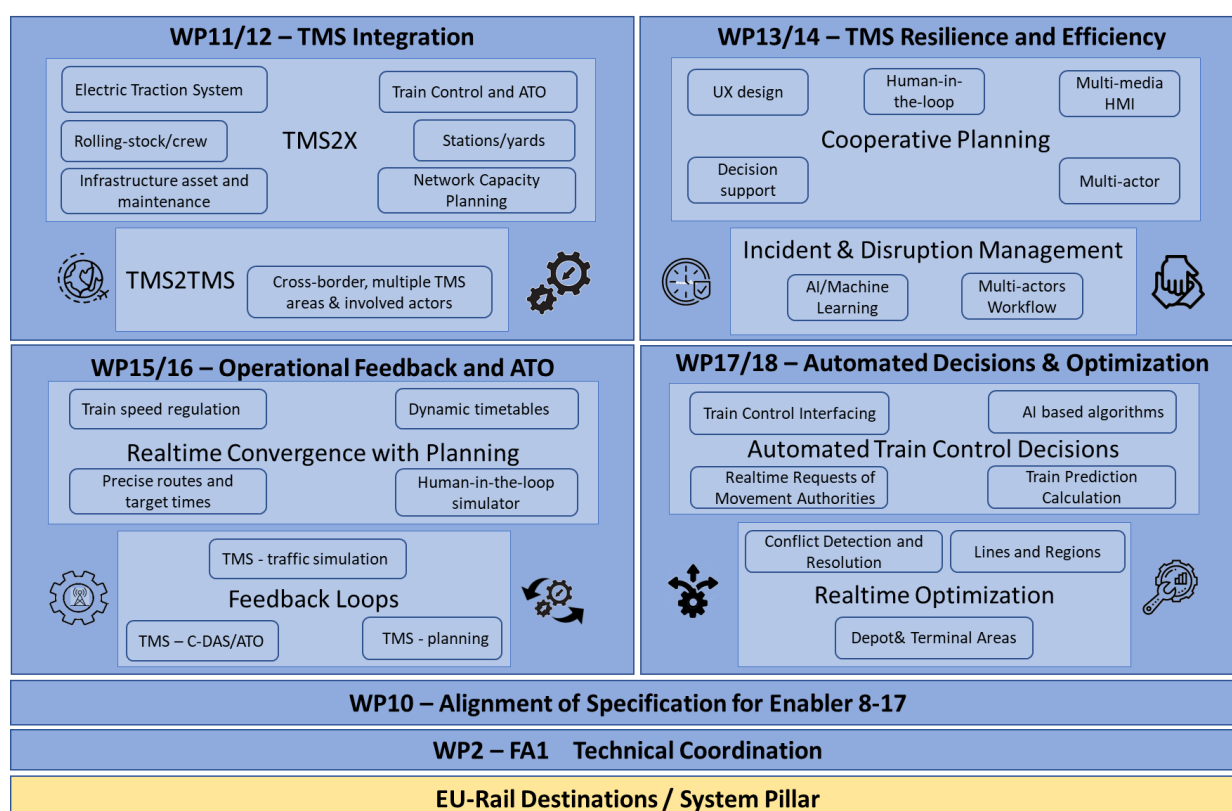 WP11/12 – TMS Integration
Electric Traction System
Train Control and ATO
Rolling-stock/crew
TMS2X
Stations/yards
Infrastructure asset and
maintenance
Network Capacity
Planning
TMS2TMS
Cross-border, multiple TMS
areas & involved actors
WP13/14 – TMS Resilience and Efficiency
UX design
Human-in-
the-loop
Multi-media
HMI
Cooperative Planning
Decision
support
Multi-actor
Incident & Disruption Management
AI/Machine
Learning
Multi-actors
Workflow
WP15/16 – Operational Feedback and ATO
Train speed regulation
Dynamic timetables
Realtime Convergence with Planning
Precise routes and
target times
Human-in-the-loop
simulator
TMS - traffic simulation
Feedback Loops
TMS – C-DAS/ATO
TMS - planning
WP17/18 – Automated Decisions & Optimization
Train Control Interfacing
AI based algorithms
Automated Train Control Decisions
Realtime Requests of
Movement Authorities
Train Prediction
Calculation
Conflict Detection and
Resolution
Lines and Regions
Realtime Optimization
Depot& Terminal Areas
WP10 – Alignment of Specification for Enabler 8-17
WP2 – FA1 Technical Coordination
EU-Rail Destinations / System Pillar